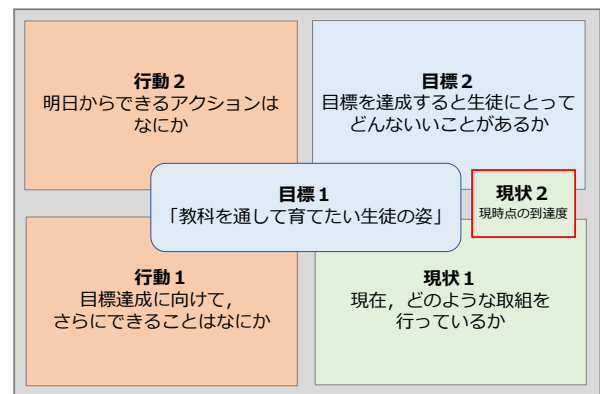 行動２
明日からできるアクションは
なにか
目標２
目標を達成すると生徒にとって
どんないいことがあるか
目標１
「教科を通して育てたい生徒の姿」
現状２
現時点の到達度
行動１
目標達成に向けて，
さらにできることはなにか
現状１
現在，どのような取組を
行っているか